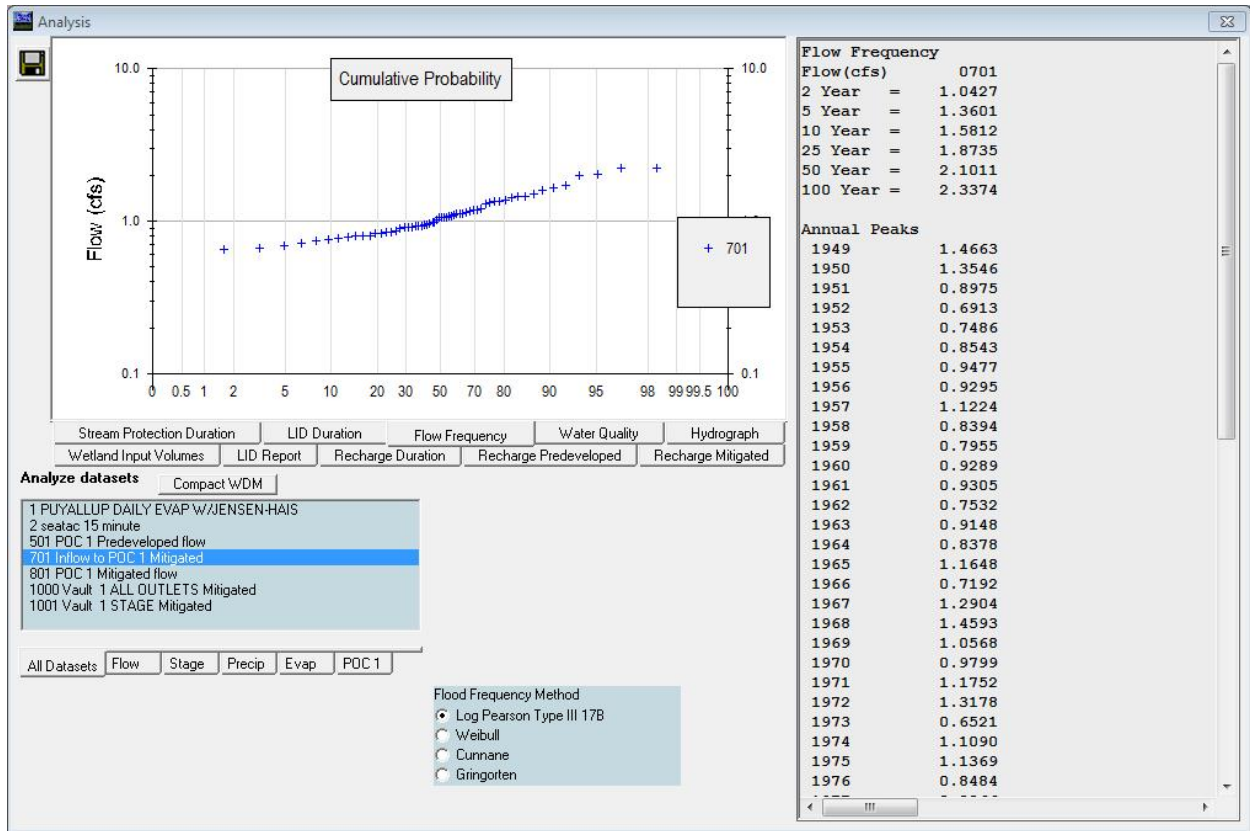 Analysis
Cumulative Probability
Flow (cfs)
10.0
1.0
0.1
10.0
0.1
0 0.5 1 2 5 10 20 30 50 70 80 90 95 98 99 99.5 100
701
Stream Protection Duration LID Duration Flow Frequency Water Quality Hydrograph
Wetland Input Volumes LID Report Recharge Duration Recharge Predeveloped Recharge Mitigated
Analyze datasets Compact WDM
1 PUYALLUP DAILY EVAP W/JENSEN-HAIS
2 seatac 15 minute
501 POC 1 Predeveloped flow
701 Inflow to POC 1 Mitigated
801 POC 1 Mitigated flow
1000 Vault 1 ALL OUTLETS Mitigated
1001 Vault 1 STAGE Mitigated
All Datasets Flow Stage Precip Evap POC 1
Flood Frequency Method
Log Pearson Type III 17B
Weibull
Cunnane
Gringorten
Flow Frequency
Flow(cfs) 0701
2 Year = 1.0427
5 Year = 1.3601
10 Year = 1.5812
25 Year = 1.8735
50 Year = 2.1011
100 Year = 2.3374
Annual Peaks
1949 1.4663
1950 1.3546
1951 0.8975
1952 0.6913
1953 0.7486
1954 0.8543
1955 0.9477
1956 0.9295
1957 1.1224
1958 0.8394
1959 0.7955
1960 0.9289
1961 0.9305
1962 0.7532
1963 0.9148
1964 0.8378
1965 1.1648
1966 0.7192
1967 1.2904
1968 1.4593
1969 1.0568
1970 0.9799
1971 1.1752
1972 1.3178
1973 0.6521
1974 1.1090
1975 1.1369
1976 0.8484